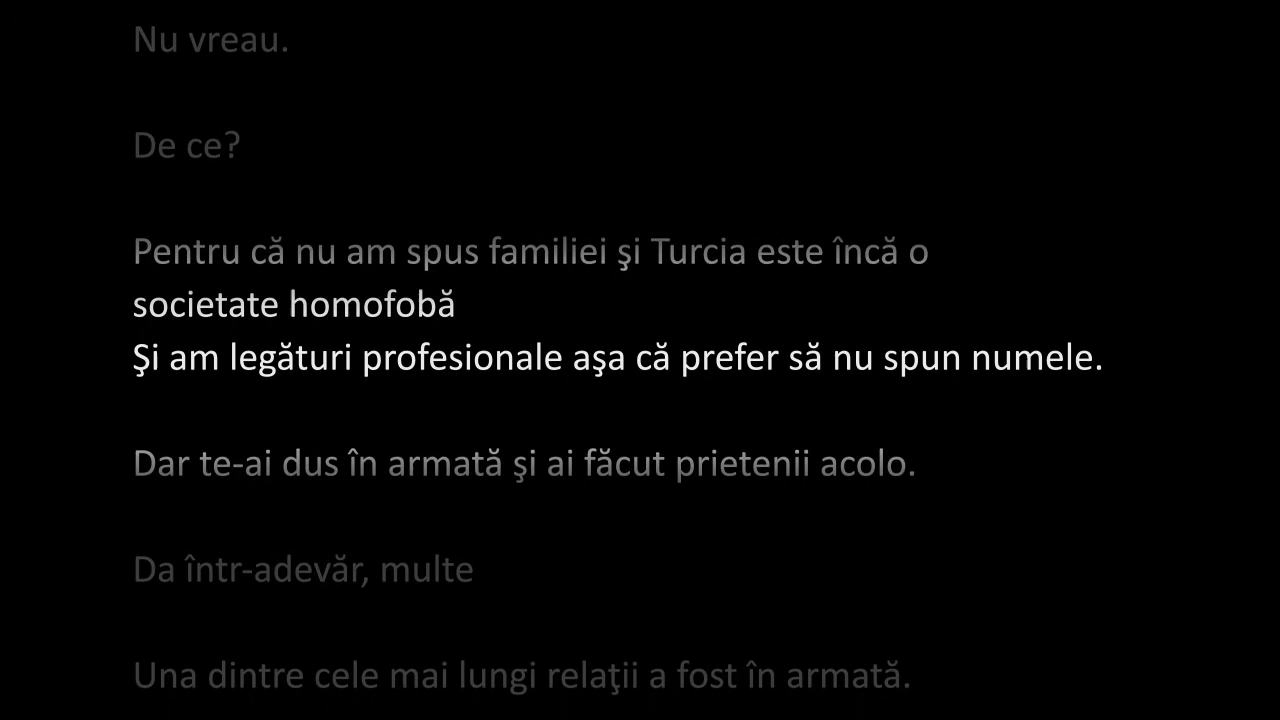 Nu vreau.
De ce?
Pentru că nu am spus familiei şi Turcia este încă o
societate homofobă
Şi am legături profesionale aşa că prefer să nu spun numele.
Dar te-ai dus în armată şi ai făcut prietenii acolo.
Da într-adevăr, multe
Una dintre cele mai lungi relaţii a fost în armată.